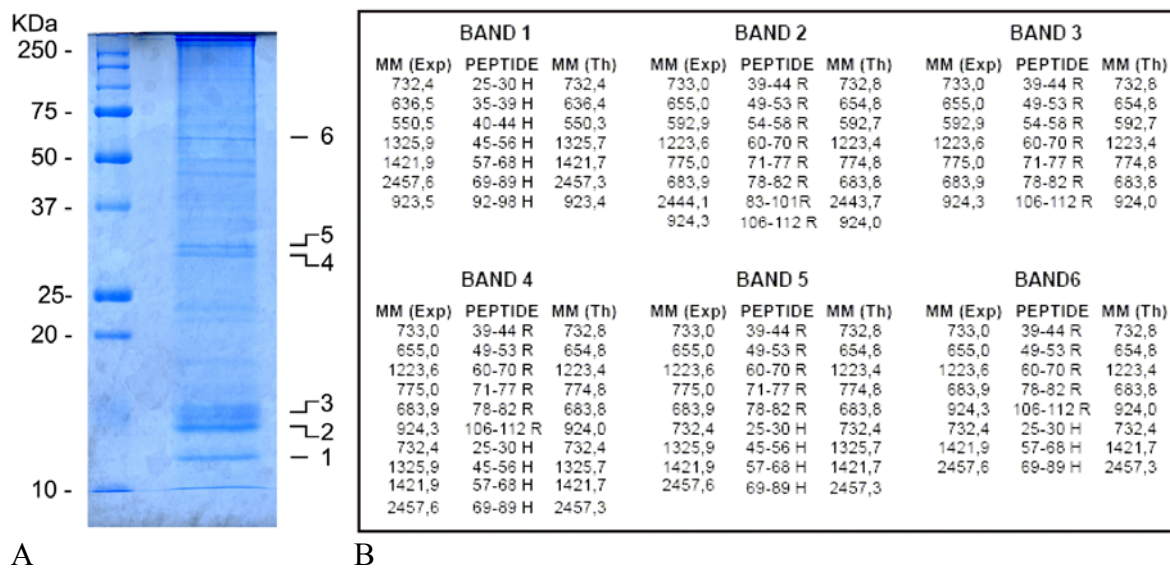 KDa
250 -
75 -
50 -
37 -
25-
20 -
10 -
6
5
4
3
2
1
A
BAND 1
MM (Exp) PEPTIDE MM (Th)
732,4 25-30 H 732,4
636,5 35-39 H 636,4
550,5 40-44 H 550,3
1325,9 45-56 H 1325,7
1421,9 57-68 H 1421,7
2457,6 69-89 H 2457,3
923,5 92-98 H 923,4
BAND 2
MM (Exp) PEPTIDE MM (Th)
733,0 39-44 R 732,8
655,0 49-53 R 654,8
592,9 54-58 R 592,7
1223,6 60-70 R 1223,4
775,0 71-77 R 774,8
683,9 78-82 R 683,8
2444,1 83-101R 2443,7
924,3 106-112 R 924,0
BAND 3
MM (Exp) PEPTIDE MM (Th)
733,0 39-44 R 732,8
655,0 49-53 R 654,8
592,9 54-58 R 592,7
1223,6 60-70 R 1223,4
775,0 71-77 R 774,8
683,9 78-82 R 683,8
924,3 106-112 R 924,0
BAND 4
MM (Exp) PEPTIDE MM (Th)
733,0 39-44 R 732,8
655,0 49-53 R 654,8
1223,6 60-70 R 1223,4
775,0 71-77 R 774,8
683,9 78-82 R 683,8
924,3 106-112 R 924,0
732,4 25-30 H 732,4
1325,9 45-56 H 1325,7
1421,9 57-68 H 1421,7
2457,6 69-89 H 2457,3
BAND 5
MM (Exp) PEPTIDE MM (Th)
733,0 39-44 R 732,8
655,0 49-53 R 654,8
1223,6 60-70 R 1223,4
775,0 71-77 R 774,8
683,9 78-82 R 683,8
732,4 25-30 H 732,4
1325,9 45-56 H 1325,7
1421,9 57-68 H 1421,7
2457,6 69-89 H 2457,3
BAND6
MM (Exp) PEPTIDE MM (Th)
733,0 39-44 R 732,8
655,0 49-53 R 654,8
1223,6 60-70 R 1223,4
683,9 78-82 R 683,8
924,3 106-112 R 924,0
732,4 25-30 H 732,4
1421,9 57-68 H 1421,7
2457,6 69-89 H 2457,3
B